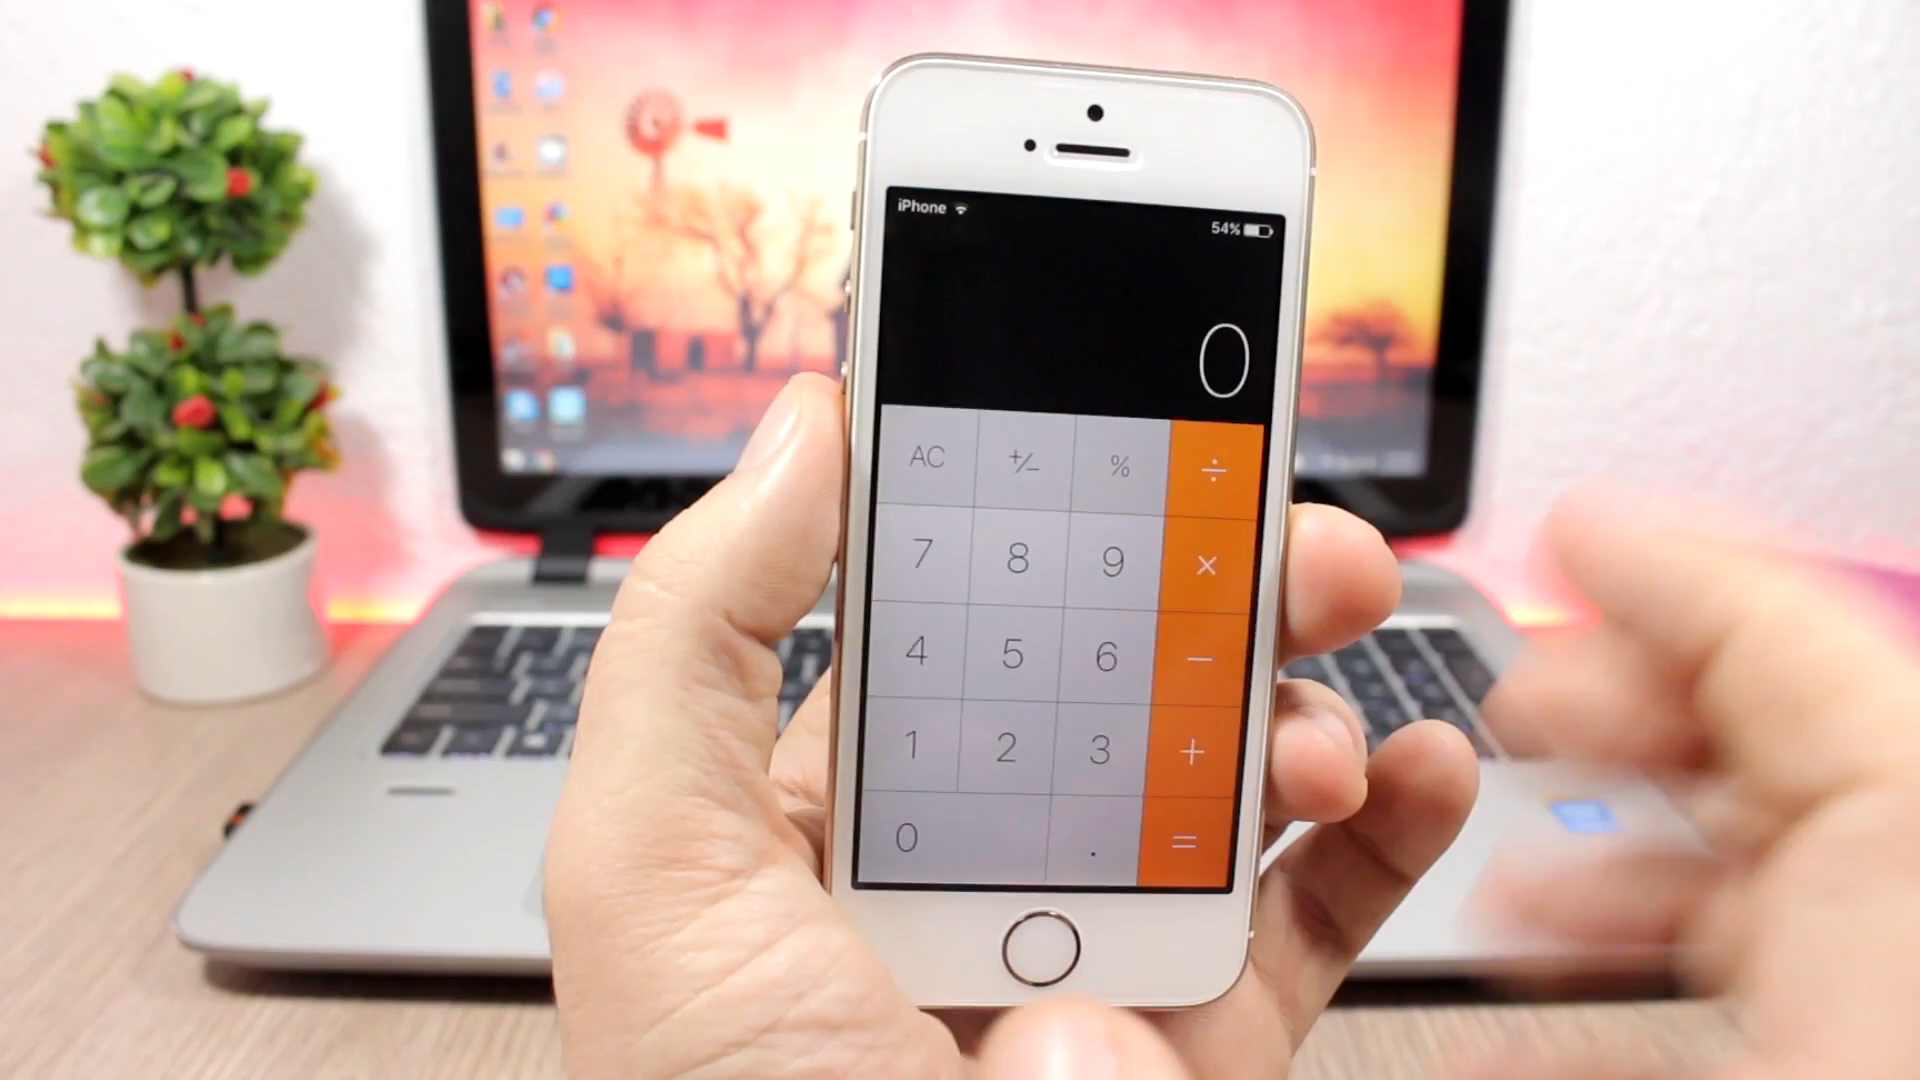 iPhone
54%
0
AC +/− % ÷
7 8 9 ×
4 5 6 −
1 2 3 +
0 . =